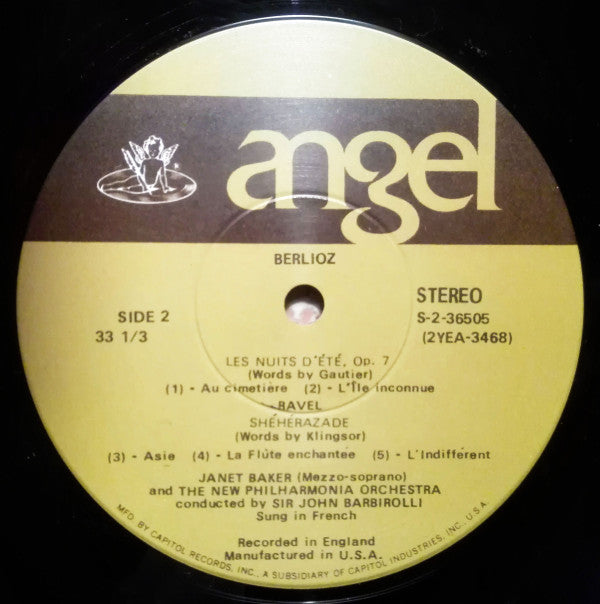 angel
BERLIOZ
SIDE 2
33 1/3
STEREO
S-2-36505
(2YEA-3468)
LES NUITS D'ÉTÉ, Op. 7
(Words by Gautier)
(1) - Au cimetière (2) - L'Île inconnue
RAVEL
SHÉHÉRAZADE
(Words by Klingsor)
(3) - Asie (4) - La Flûte enchantée (5) - L'Indifférent
JANET BAKER (Mezzo-soprano)
and THE NEW PHILHARMONIA ORCHESTRA
conducted by SIR JOHN BARBIROLLI
Sung in French
Recorded in England
Manufactured in U.S.A.
MFD. BY CAPITOL RECORDS, INC., A SUBSIDIARY OF CAPITOL INDUSTRIES, INC., U.S.A.